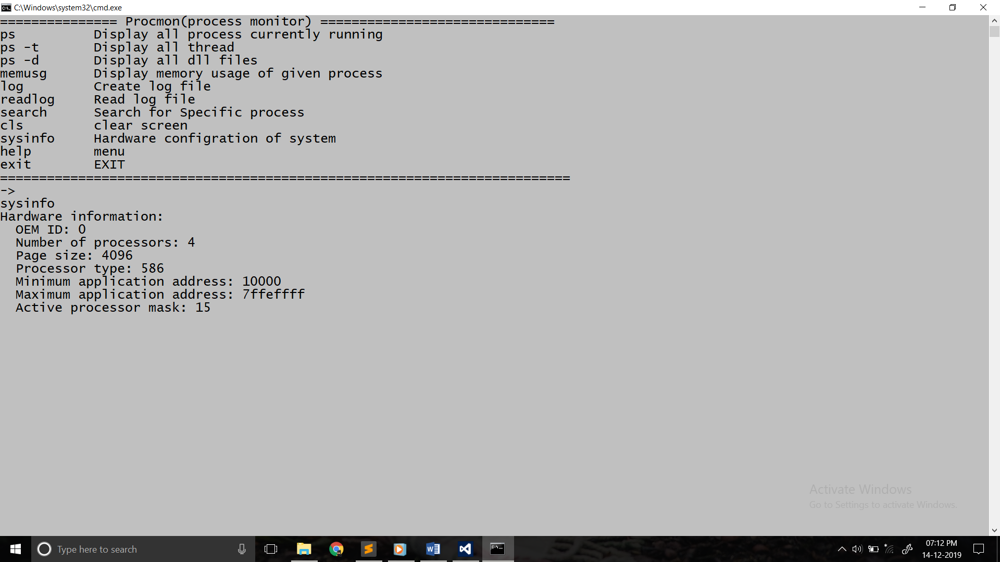 C:\Windows\system32\cmd.exe
=============== Procmon(process monitor) ==============================
ps          Display all process currently running
ps -t       Display all thread
ps -d       Display all dll files
memusg      Display memory usage of given process
log         Create log file
readlog     Read log file
search      Search for Specific process
cls         clear screen
sysinfo     Hardware configration of system
help        menu
exit        EXIT
=========================================================================
->
sysinfo
Hardware information:
  OEM ID: 0
  Number of processors: 4
  Page size: 4096
  Processor type: 586
  Minimum application address: 10000
  Maximum application address: 7ffeffff
  Active processor mask: 15
Activate Windows
Go to Settings to activate Windows.
Type here to search
07:12 PM
14-12-2019